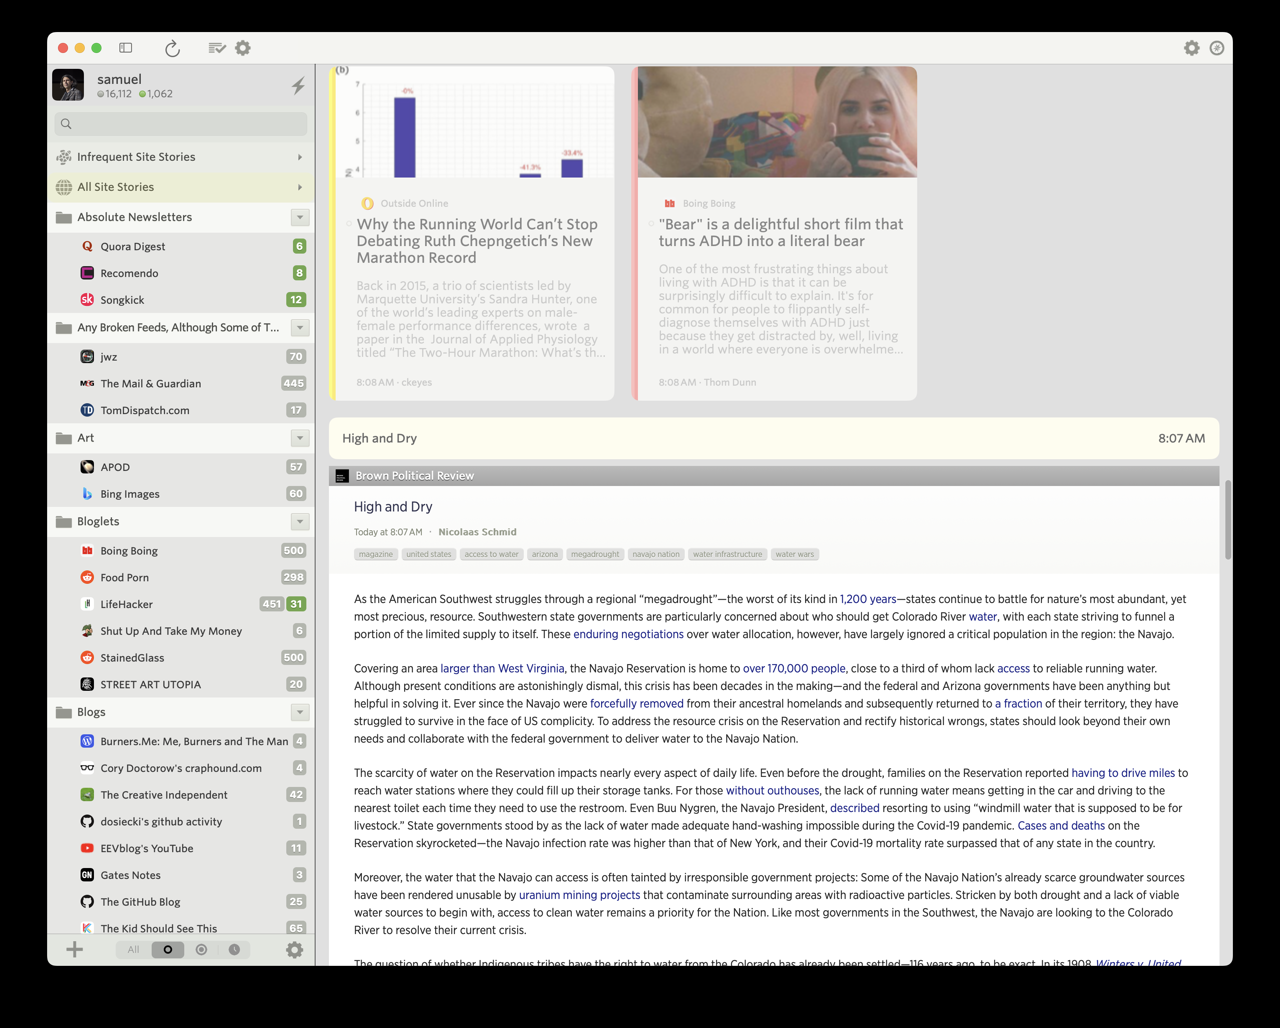 samuel
16,112 1,062
Infrequent Site Stories
All Site Stories
Absolute Newsletters
Quora Digest 6
Recomendo 8
Songkick 12
Any Broken Feeds, Although Some of T...
jwz 70
The Mail & Guardian 445
TomDispatch.com 17
Art
APOD 57
Bing Images 60
Bloglets
Boing Boing 500
Food Porn 298
LifeHacker 451 31
Shut Up And Take My Money 6
StainedGlass 500
STREET ART UTOPIA 20
Blogs
Burners.Me: Me, Burners and The Man 4
Cory Doctorow's craphound.com 4
The Creative Independent 42
dosiecki's github activity 1
EEVblog's YouTube 11
Gates Notes 3
The GitHub Blog 25
The Kid Should See This 65
All
(b)
7
6
5
4
-0%
-41.3%
-33.4%
Outside Online
Why the Running World Can't Stop
Debating Ruth Chepngetich's New
Marathon Record
Back in 2015, a trio of scientists led by
Marquette University's Sandra Hunter, one
of the world's leading experts on male-
female performance differences, wrote a
paper in the Journal of Applied Physiology
titled "The Two-Hour Marathon: What's th...
8:08 AM · ckeyes
Boing Boing
"Bear" is a delightful short film that
turns ADHD into a literal bear
One of the most frustrating things about
living with ADHD is that it can be
surprisingly difficult to explain. It's for
common for people to flippantly self-
diagnose themselves with ADHD just
because they get distracted by, well, living
in a world where everyone is overwhelme...
8:08 AM · Thom Dunn
High and Dry 8:07 AM
Brown Political Review
High and Dry
Today at 8:07 AM · Nicolaas Schmid
magazine united states access to water arizona megadrought navajo nation water infrastructure water wars
As the American Southwest struggles through a regional “megadrought”—the worst of its kind in 1,200 years—states continue to battle for nature’s most abundant, yet
most precious, resource. Southwestern state governments are particularly concerned about who should get Colorado River water, with each state striving to funnel a
portion of the limited supply to itself. These enduring negotiations over water allocation, however, have largely ignored a critical population in the region: the Navajo.
Covering an area larger than West Virginia, the Navajo Reservation is home to over 170,000 people, close to a third of whom lack access to reliable running water.
Although present conditions are astonishingly dismal, this crisis has been decades in the making—and the federal and Arizona governments have been anything but
helpful in solving it. Ever since the Navajo were forcefully removed from their ancestral homelands and subsequently returned to a fraction of their territory, they have
struggled to survive in the face of US complicity. To address the resource crisis on the Reservation and rectify historical wrongs, states should look beyond their own
needs and collaborate with the federal government to deliver water to the Navajo Nation.
The scarcity of water on the Reservation impacts nearly every aspect of daily life. Even before the drought, families on the Reservation reported having to drive miles to
reach water stations where they could fill up their storage tanks. For those without outhouses, the lack of running water means getting in the car and driving to the
nearest toilet each time they need to use the restroom. Even Buu Nygren, the Navajo President, described resorting to using “windmill water that is supposed to be for
livestock.” State governments stood by as the lack of water made adequate hand-washing impossible during the Covid-19 pandemic. Cases and deaths on the
Reservation skyrocketed—the Navajo infection rate was higher than that of New York, and their Covid-19 mortality rate surpassed that of any state in the country.
Moreover, the water that the Navajo can access is often tainted by irresponsible government projects: Some of the Navajo Nation’s already scarce groundwater sources
have been rendered unusable by uranium mining projects that contaminate surrounding areas with radioactive particles. Stricken by both drought and a lack of viable
water sources to begin with, access to clean water remains a priority for the Nation. Like most governments in the Southwest, the Navajo are looking to the Colorado
River to resolve their current crisis.
The question of whether Indigenous tribes have the right to water from the Colorado has already been settled—116 years ago, to be exact. In its 1908 Winters v. United